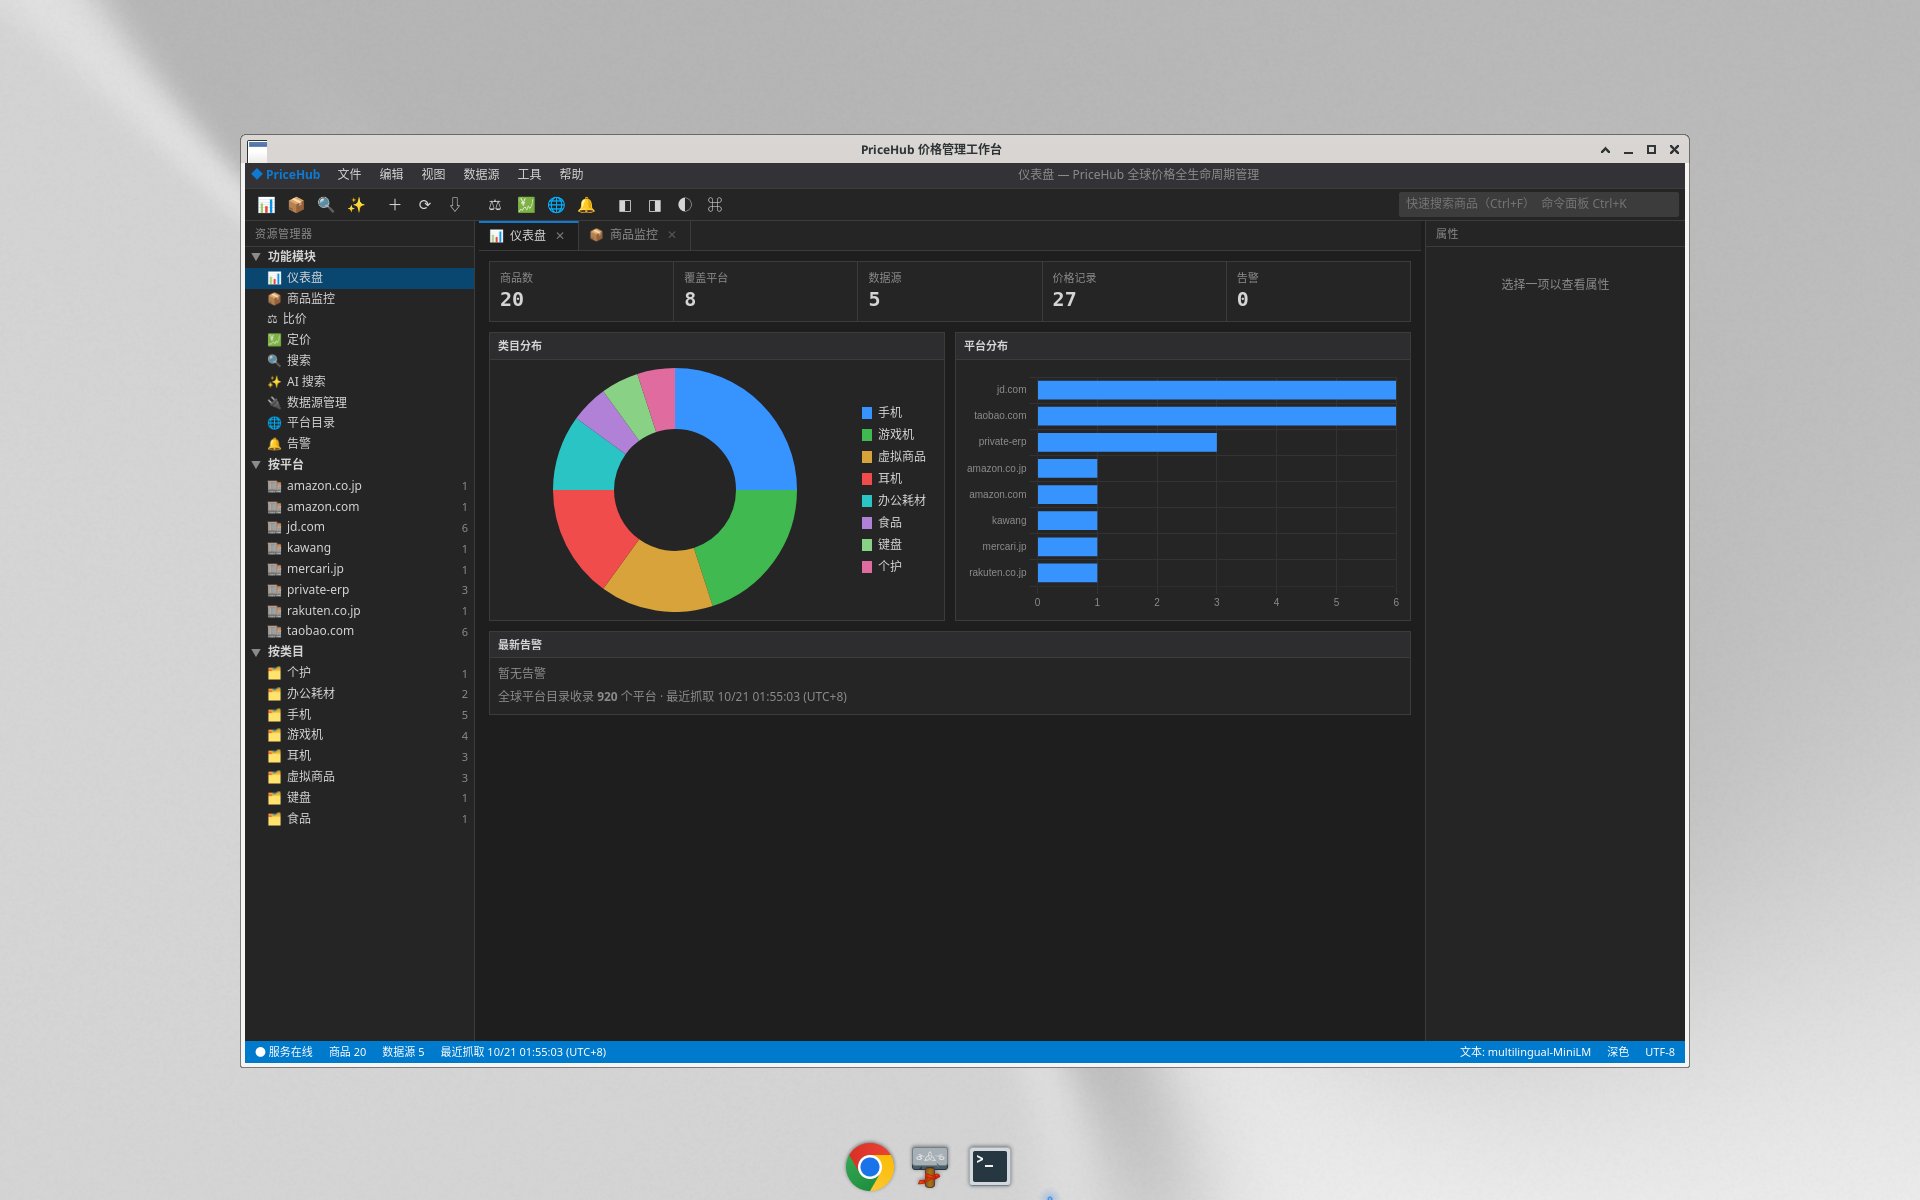 PriceHub 价格管理工作台
PriceHub 文件 编辑 视图 数据源 工具 帮助
仪表盘 — PriceHub 全球价格全生命周期管理
快速搜索商品（Ctrl+F） 命令面板 Ctrl+K
资源管理器
功能模块
仪表盘
商品监控
比价
定价
搜索
AI 搜索
数据源管理
平台目录
告警
按平台
amazon.co.jp 1
amazon.com 1
jd.com 6
kawang 1
mercari.jp 1
private-erp 3
rakuten.co.jp 1
taobao.com 6
按类目
个护 1
办公耗材 2
手机 5
游戏机 4
耳机 3
虚拟商品 3
键盘 1
食品 1
仪表盘 商品监控
商品数
20
覆盖平台
8
数据源
5
价格记录
27
告警
0
类目分布
手机
游戏机
虚拟商品
耳机
办公耗材
食品
键盘
个护
平台分布
jd.com
taobao.com
private-erp
amazon.co.jp
amazon.com
kawang
mercari.jp
rakuten.co.jp
0 1 2 3 4 5 6
最新告警
暂无告警
全球平台目录收录 920 个平台 · 最近抓取 10/21 01:55:03 (UTC+8)
属性
选择一项以查看属性
服务在线 商品 20 数据源 5 最近抓取 10/21 01:55:03 (UTC+8)
文本: multilingual-MiniLM 深色 UTF-8